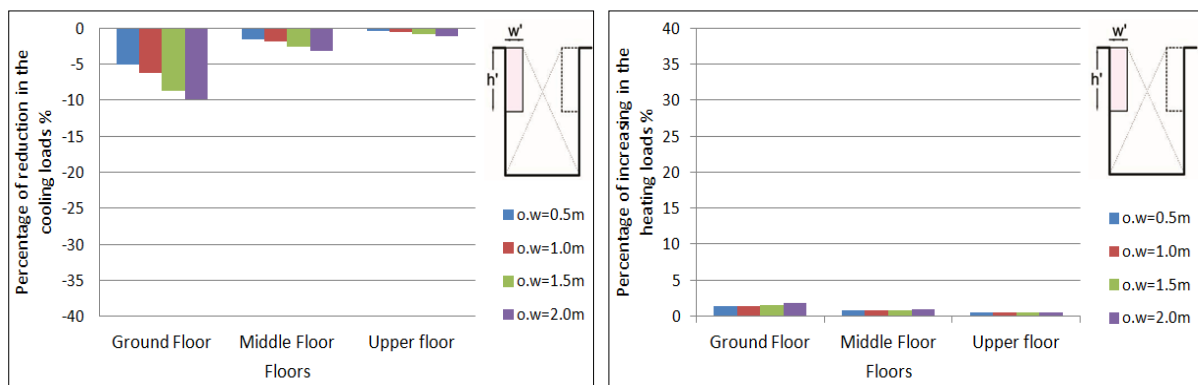 Percentage of reduction in the
cooling loads %
0
-5
-10
-15
-20
-25
-30
-35
-40
Ground Floor Middle Floor Upper floor
Floors
w'
h'
o.w=0.5m
o.w=1.0m
o.w=1.5m
o.w=2.0m
Percentage of increasing in the
heating loads %
40
35
30
25
20
15
10
5
0
Ground Floor Middle Floor Upper floor
Floors
w'
h'
o.w=0.5m
o.w=1.0m
o.w=1.5m
o.w=2.0m